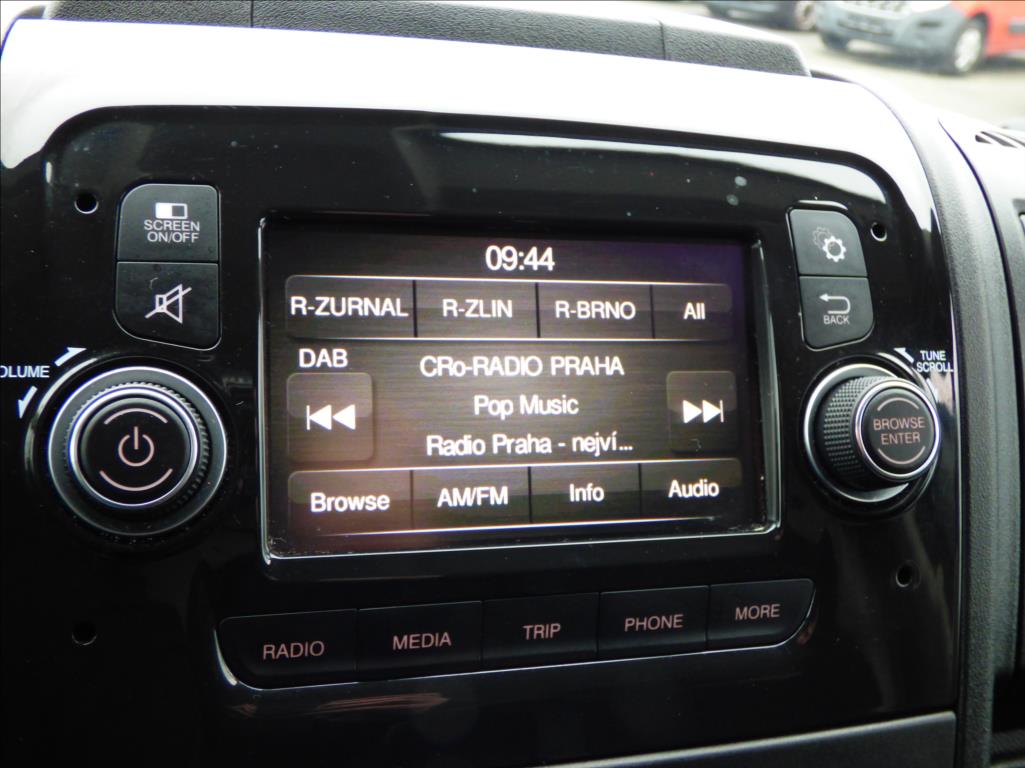 SCREEN
ON/OFF
09:44
R-ZURNAL R-ZLIN R-BRNO All
BACK
DAB CRo-RADIO PRAHA
TUNE
SCROLL
OLUME
Pop Music
BROWSE
ENTER
Radio Praha - nejví...
Browse AM/FM Info Audio
RADIO MEDIA TRIP PHONE MORE